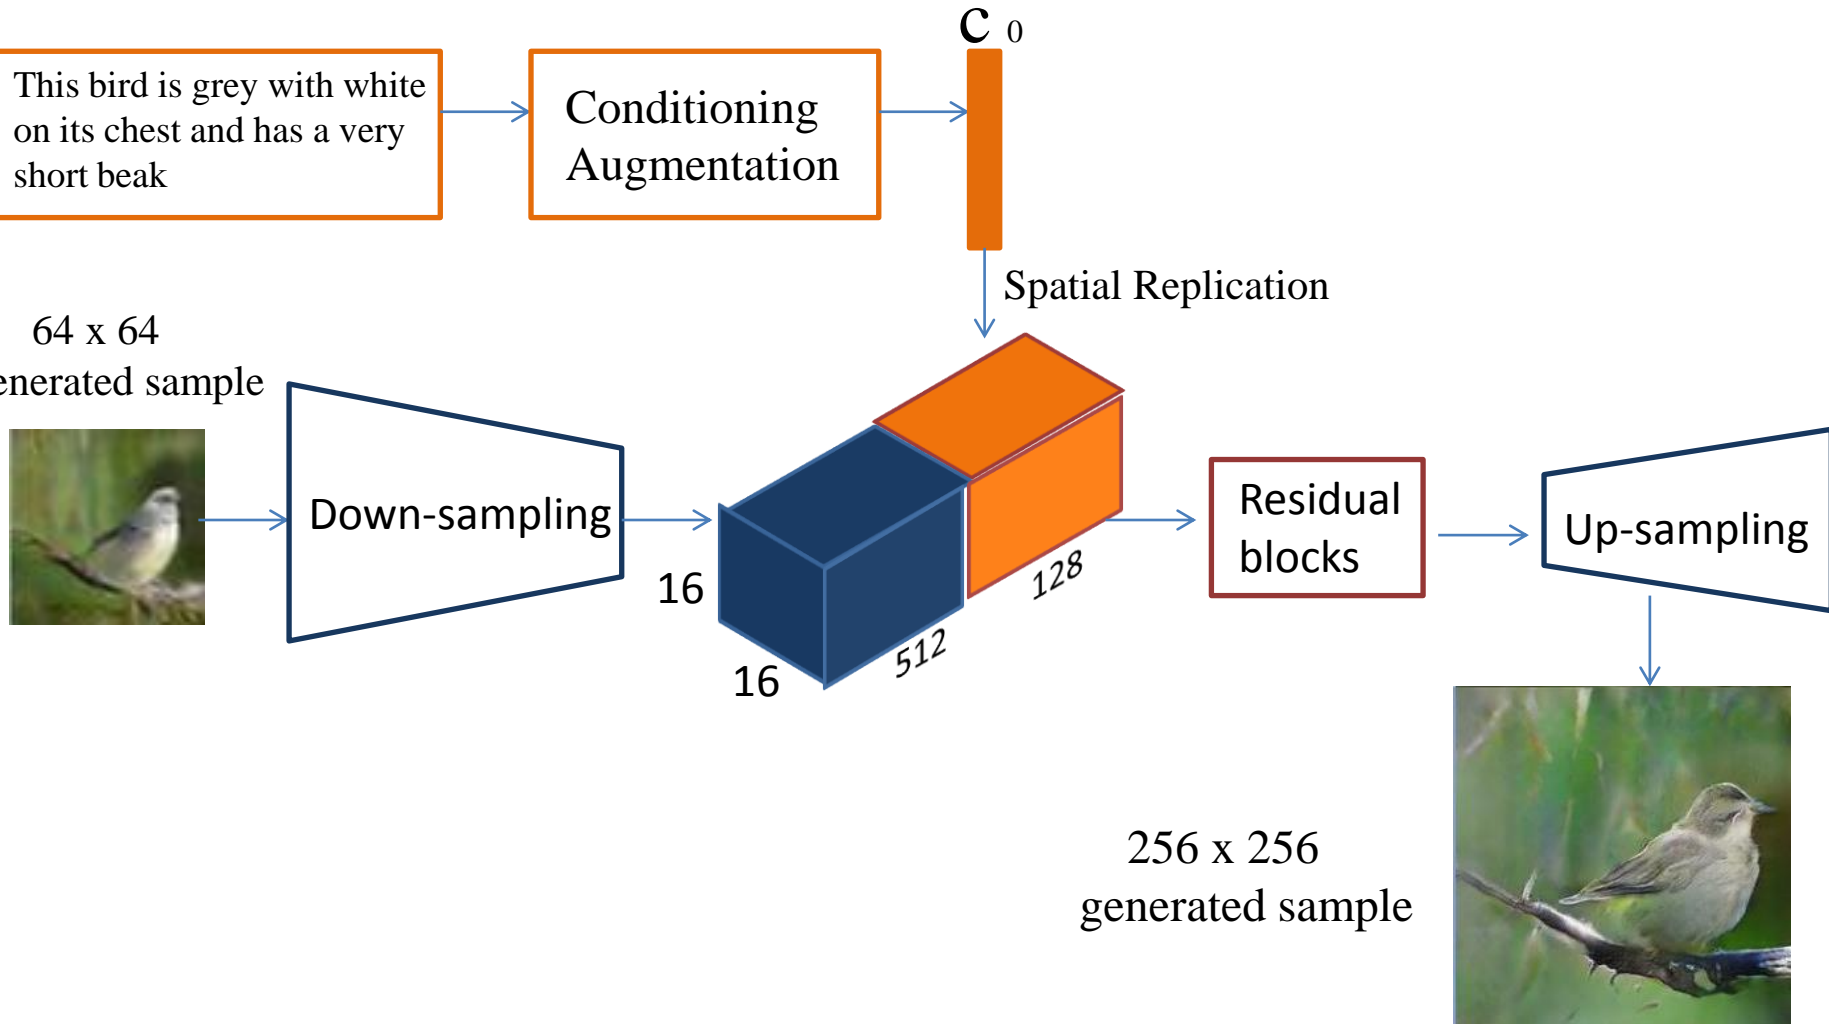 C 0
This bird is grey with white
on its chest and has a very
short beak
Conditioning
Augmentation
Spatial Replication
64 x 64
enerated sample
Down-sampling
16
16
512
128
Residual
blocks
Up-sampling
256 x 256
generated sample